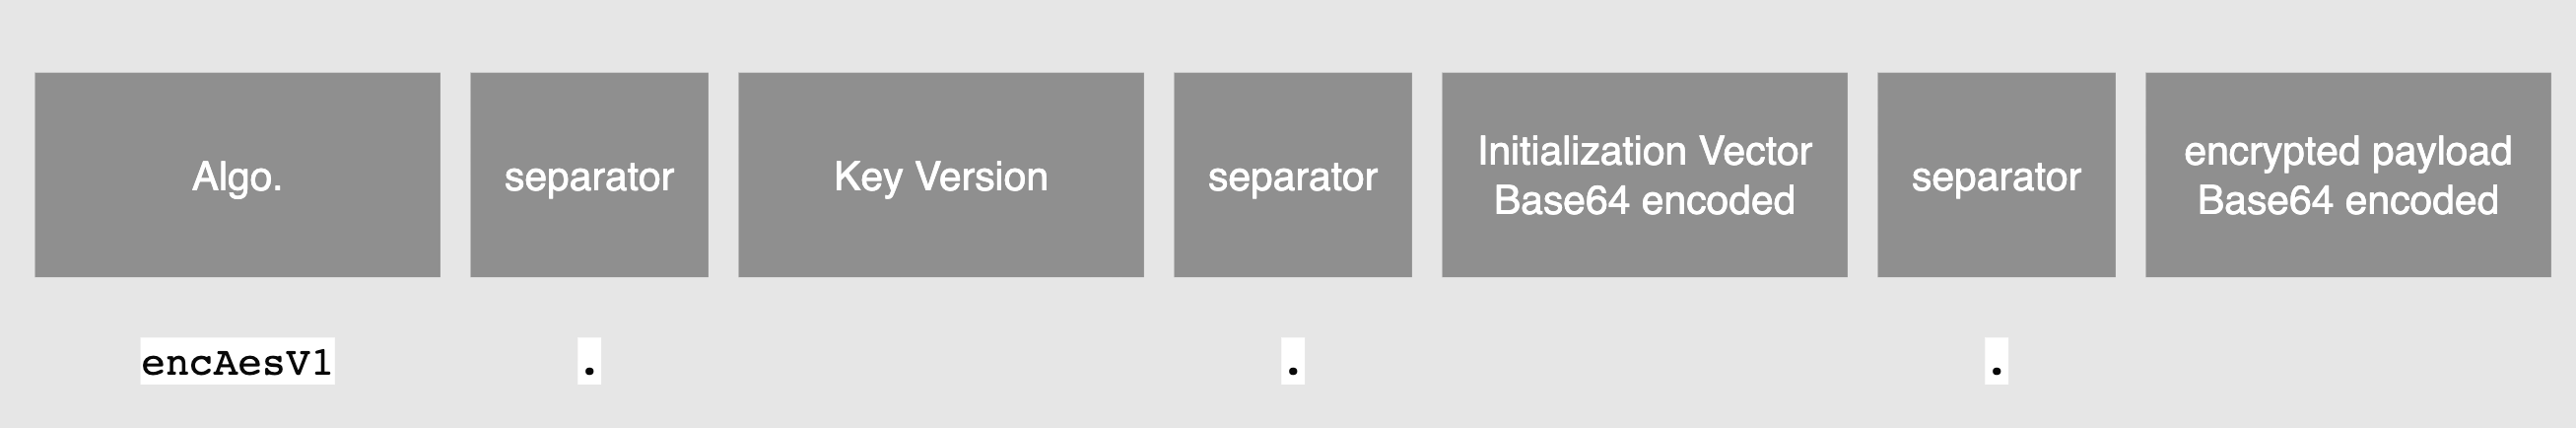 Algo.
separator
Key Version
separator
Initialization Vector
Base64 encoded
separator
encrypted payload
Base64 encoded
encAesV1
.
.
.